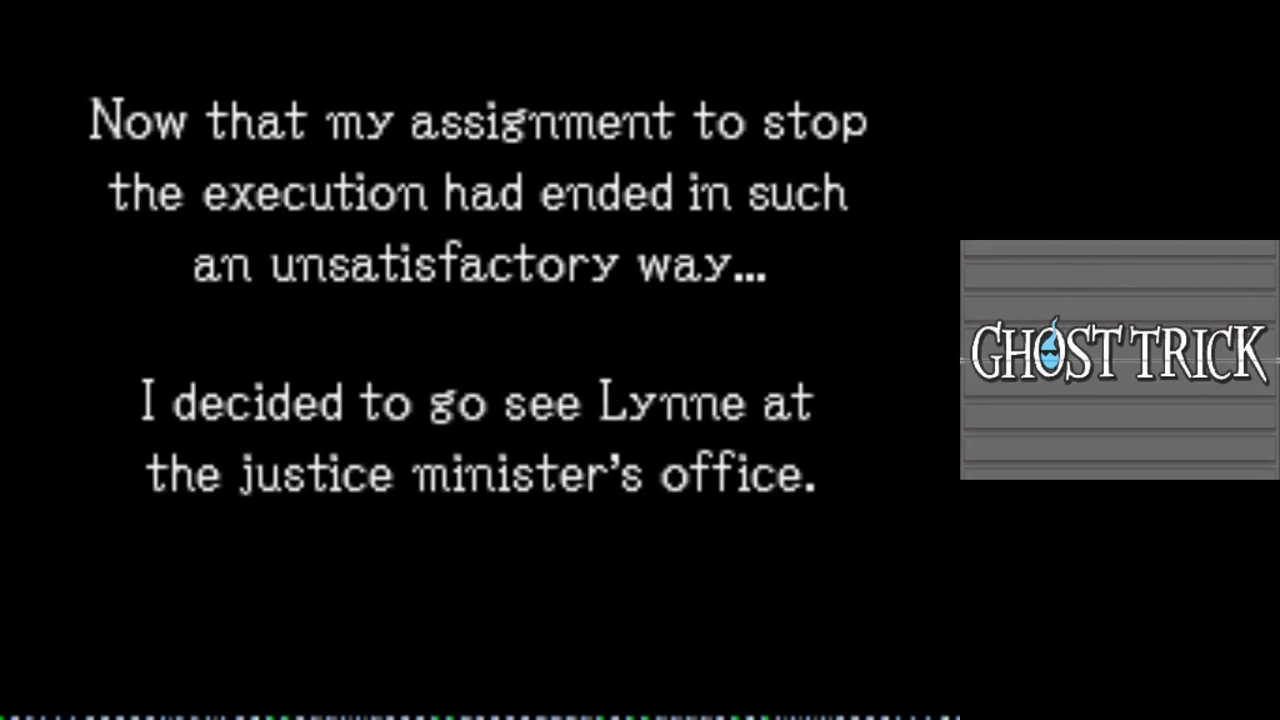 Now that my assignment to stop
the execution had ended in such
an unsatisfactory way...
I decided to go see Lynne at
the justice minister's office.
GHOST TRICK